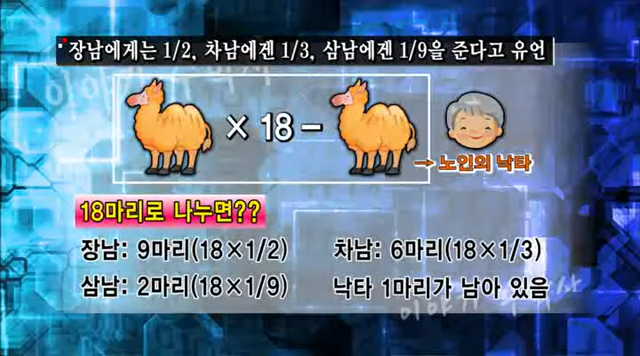 장남에게는 1/2, 차남에겐 1/3, 삼남에겐 1/9을 준다고 유언
× 18 –
→ 노인의 낙타
18마리로 나누면??
장남: 9마리(18×1/2)
차남: 6마리(18×1/3)
삼남: 2마리(18×1/9)
낙타 1마리가 남아 있음